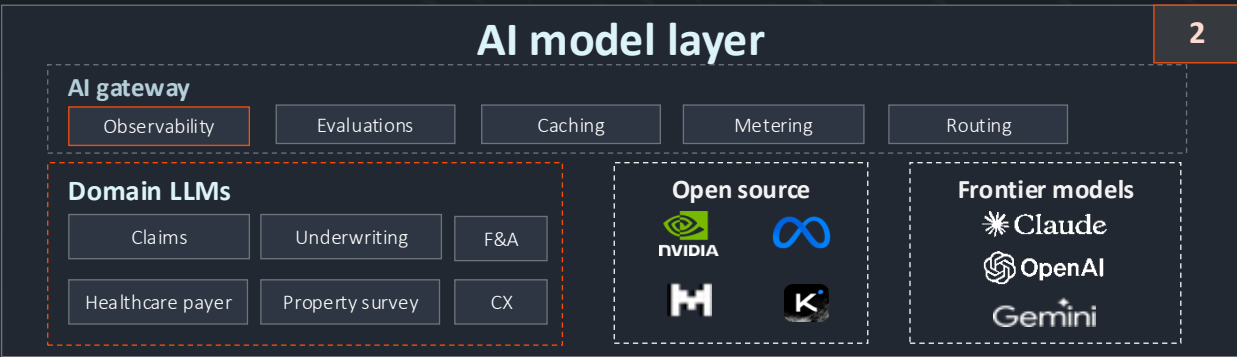 AI model layer
2
AI gateway
Observability
Evaluations
Caching
Metering
Routing
Domain LLMs
Claims
Underwriting
F&A
Healthcare payer
Property survey
CX
Open source
NVIDIA
K
Frontier models
Claude
OpenAI
Gemini